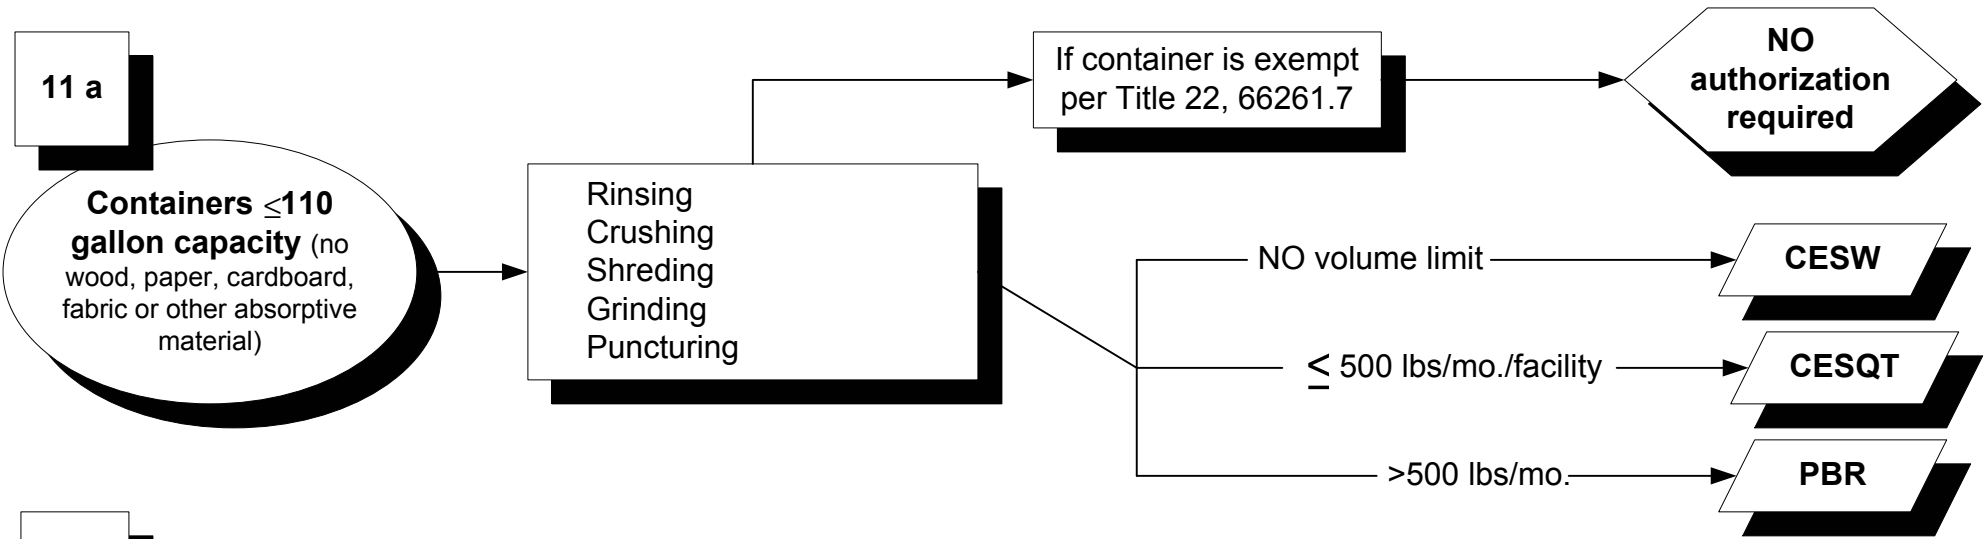 11 a
Containers ≤110
gallon capacity (no
wood, paper, cardboard,
fabric or other absorptive
material)
Rinsing
Crushing
Shreding
Grinding
Puncturing
If container is exempt
per Title 22, 66261.7
NO
authorization
required
NO volume limit
CESW
≤ 500 lbs/mo./facility
CESQT
>500 lbs/mo.
PBR